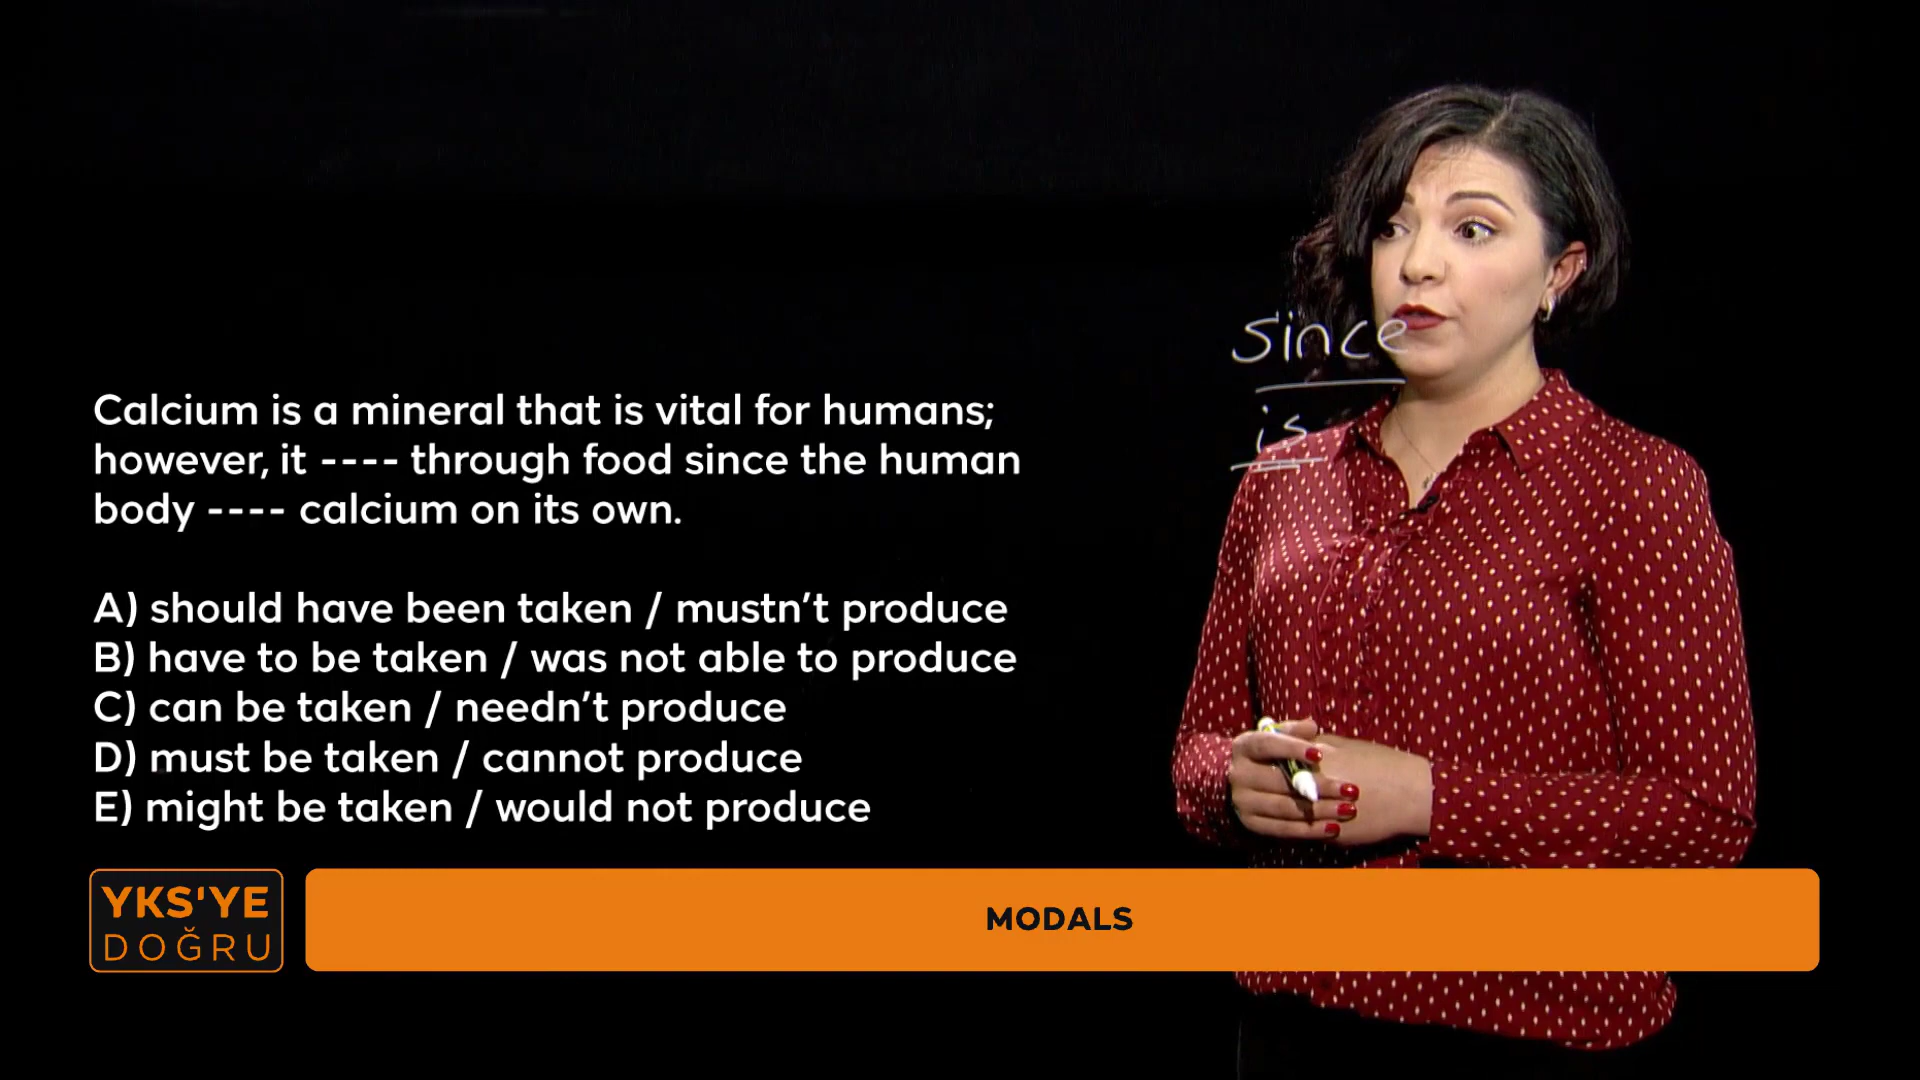 since
is
Calcium is a mineral that is vital for humans;
however, it ---- through food since the human
body ---- calcium on its own.
A) should have been taken / mustn’t produce
B) have to be taken / was not able to produce
C) can be taken / needn’t produce
D) must be taken / cannot produce
E) might be taken / would not produce
YKS'YE
DOĞRU
MODALS